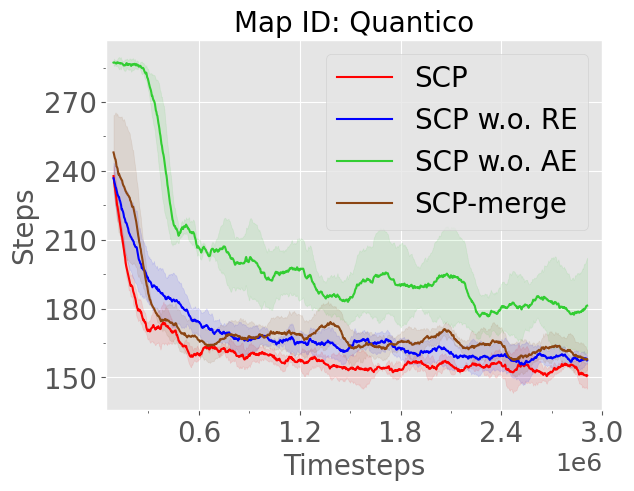 Map ID: Quantico
SCP
SCP w.o. RE
SCP w.o. AE
SCP-merge
Steps
270
240
210
180
150
0.6 1.2 1.8 2.4 3.0
Timesteps
1e6